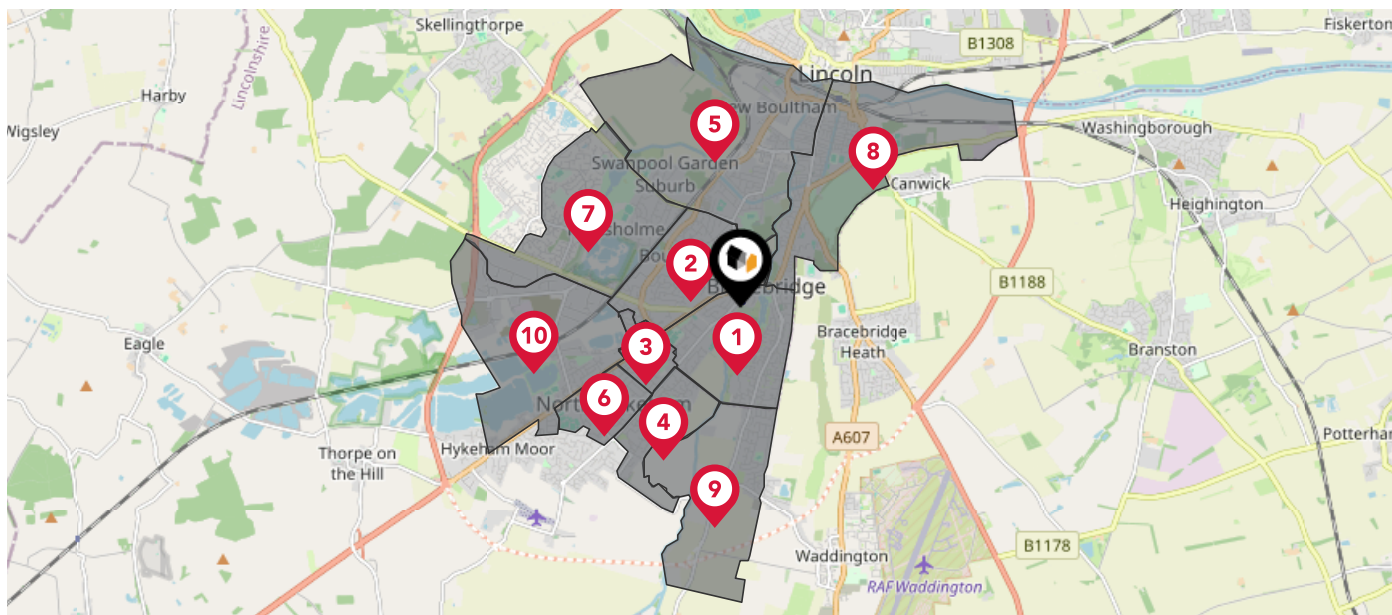 Skellingthorpe
Fiskerton
B1308
Lincoln
Lincolnshire
Harby
New Boultham
5
Wigsley
Washingborough
8
Swanpool Garden
Suburb
Canwick
7
Heighington
2
B1188
Bracebridge
10
1
Eagle
3
Bracebridge
Heath
Branston
6
4
A607
Hykeham Moor
Thorpe on
the Hill
9
B1178
Waddington
RAF Waddington